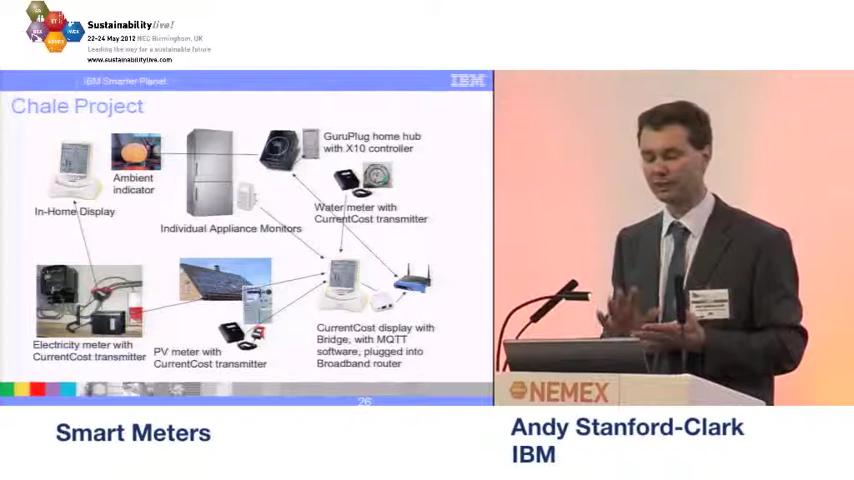 Sustainabilitylive!
22-24 May 2012 NEC Birmingham, UK
Leading the way for a sustainable future
www.sustainabilitylive.com
IBM Smarter Planet
IBM
Chale Project
GuruPlug home hub
with X10 controller
Ambient
indicator
In-Home Display
Individual Appliance Monitors
Water meter with
CurrentCost transmitter
Electricity meter with
CurrentCost transmitter
PV meter with
CurrentCost transmitter
CurrentCost display with
Bridge, with MQTT
software, plugged into
Broadband router
26
NEMEX
Smart Meters
Andy Stanford-Clark
IBM